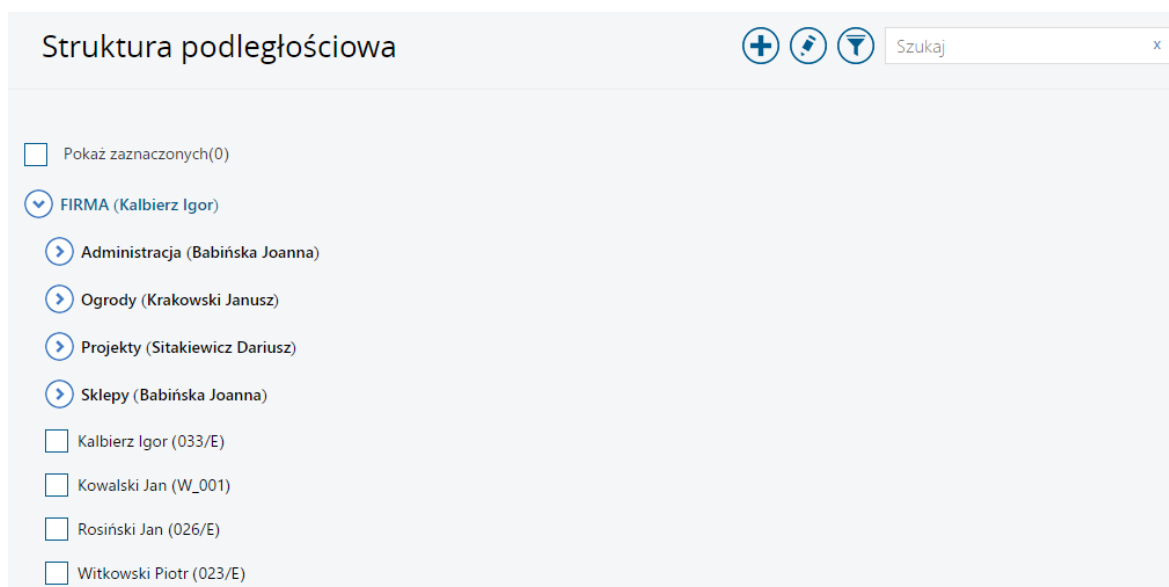 Struktura podległościowa
Szukaj x
Pokaż zaznaczonych(0)
FIRMA (Kalbierz Igor)
Administracja (Babińska Joanna)
Ogrody (Krakowski Janusz)
Projekty (Sitakiewicz Dariusz)
Sklepy (Babińska Joanna)
Kalbierz Igor (033/E)
Kowalski Jan (W_001)
Rosiński Jan (026/E)
Witkowski Piotr (023/E)